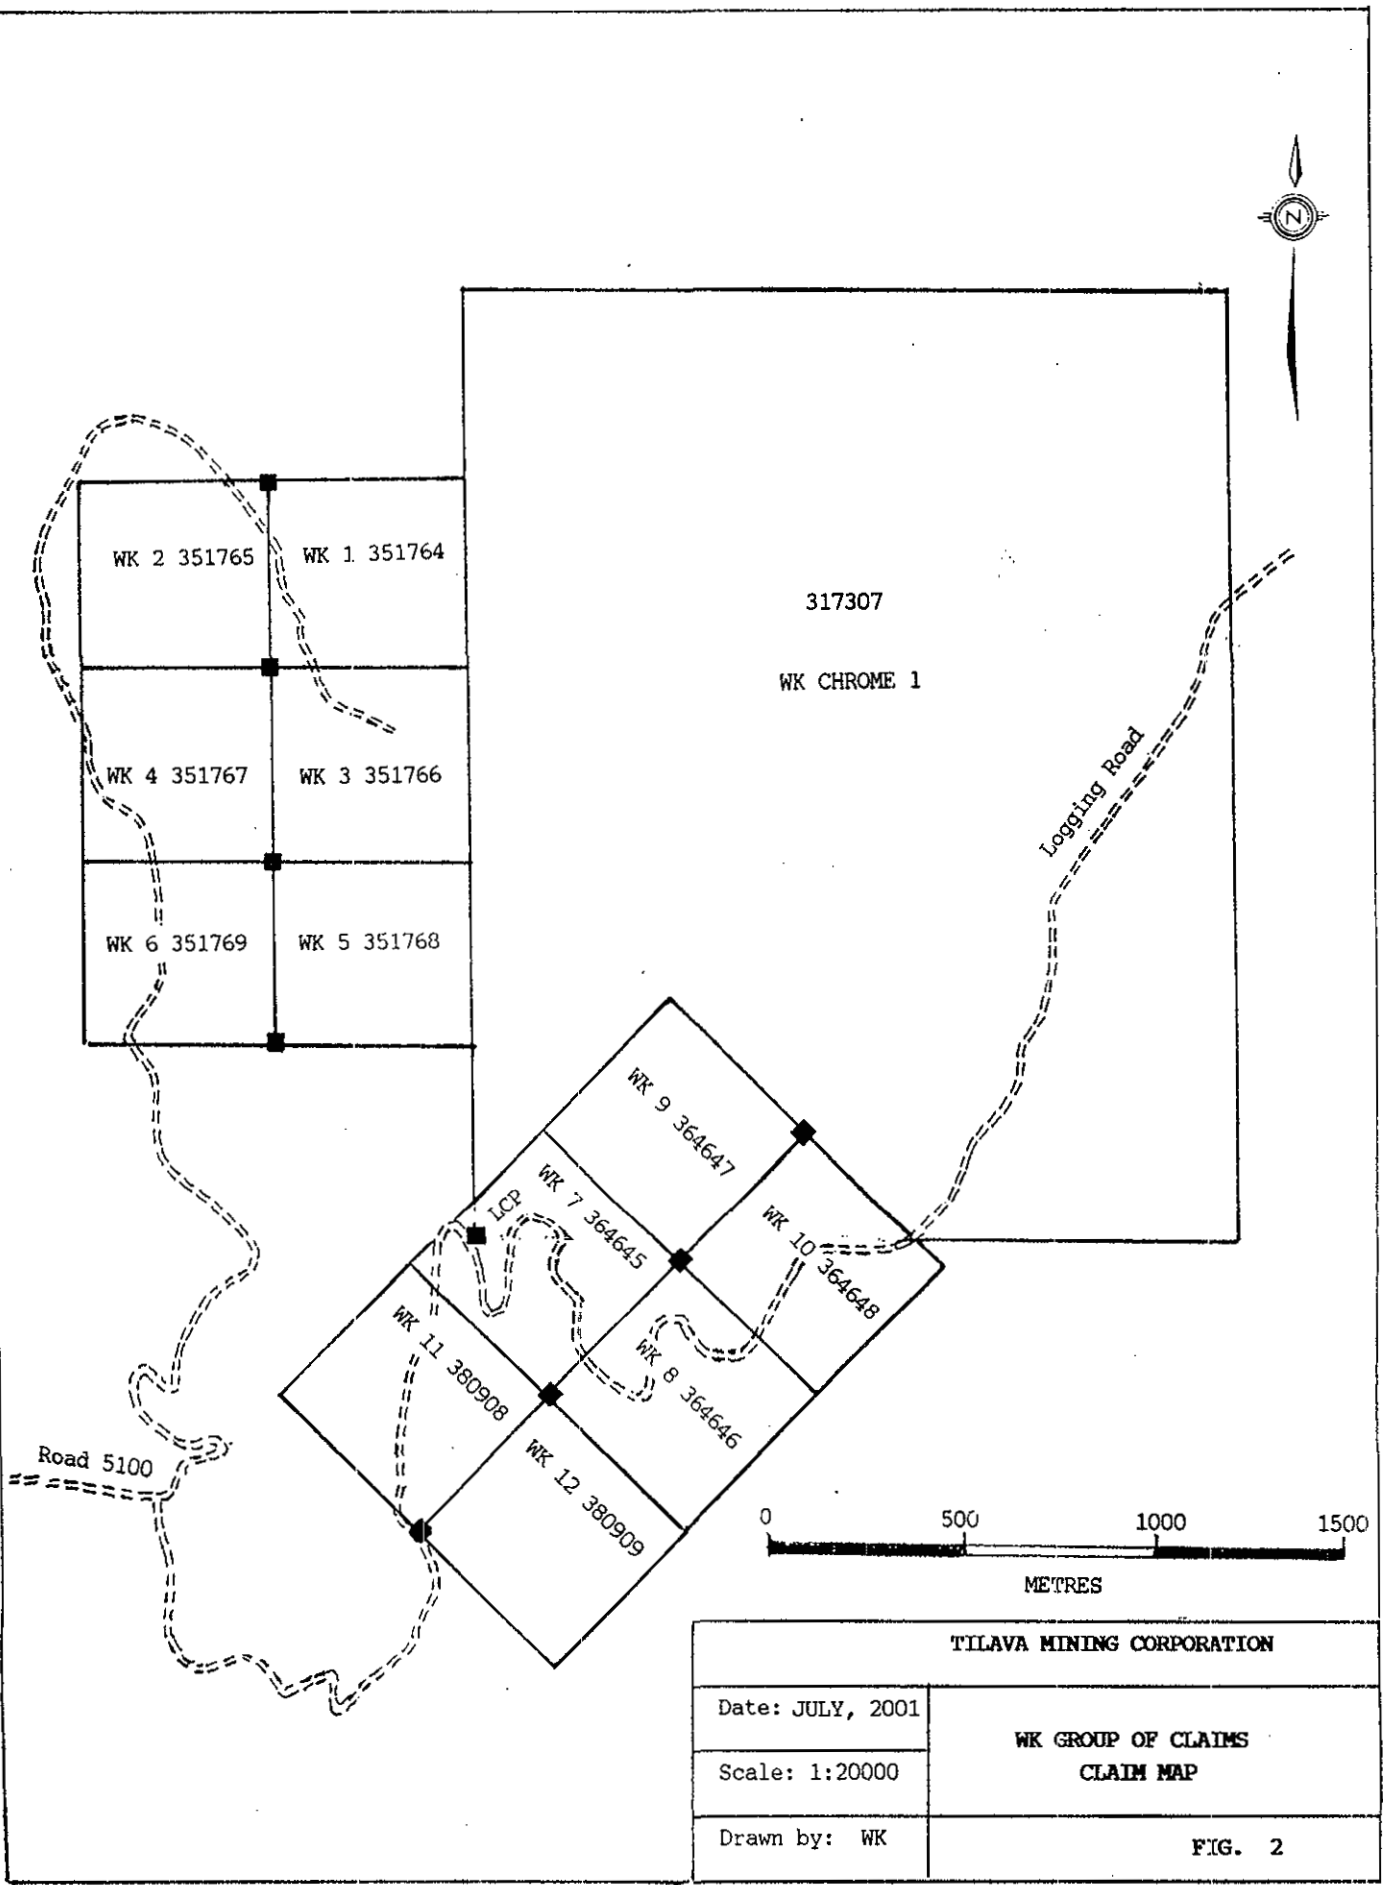 N
WK 2 351765
WK 1 351764
317307
WK CHROME 1
Logging Road
WK 4 351767
WK 3 351766
WK 6 351769
WK 5 351768
WK 9 364647
WK 7 364645
LCP
WK 10 364648
WK 11 380908
WK 8 364646
WK 12 380909
Road 5100
0 500 1000 1500
METRES
TILAVA MINING CORPORATION
Date: JULY, 2001
WK GROUP OF CLAIMS
CLAIM MAP
Scale: 1:20000
Drawn by: WK
FIG. 2